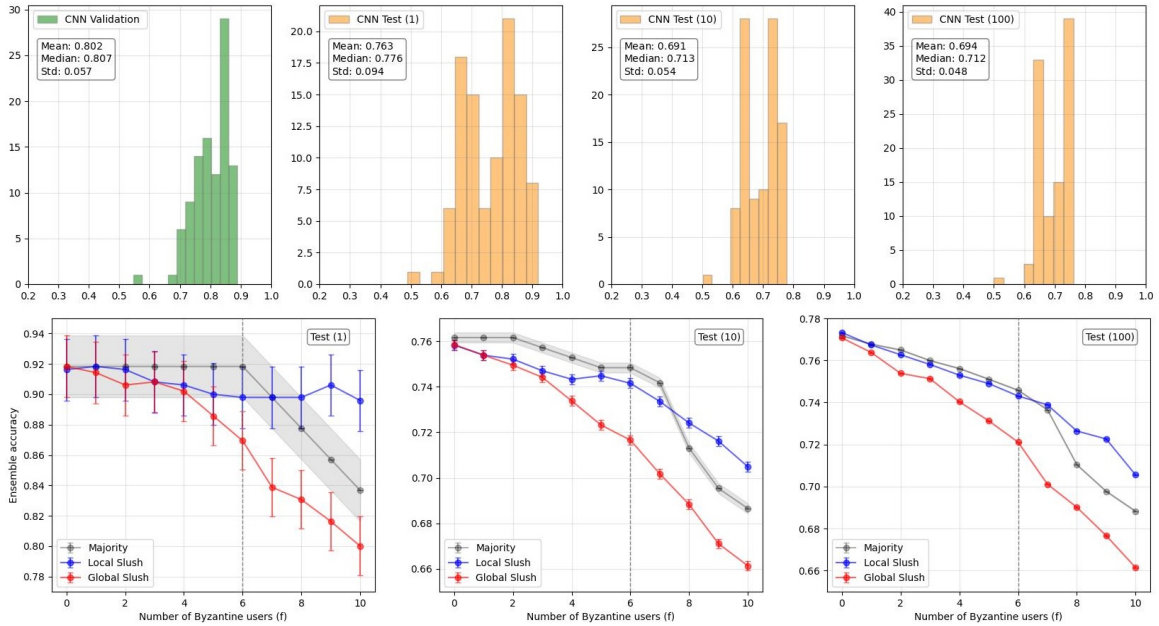 CNN Validation
Mean: 0.802
Median: 0.807
Std: 0.057
30
25
20
15
10
5
0
0.2 0.3 0.4 0.5 0.6 0.7 0.8 0.9 1.0
CNN Test (1)
Mean: 0.763
Median: 0.776
Std: 0.094
20.0
17.5
15.0
12.5
10.0
7.5
5.0
2.5
0.0
0.2 0.3 0.4 0.5 0.6 0.7 0.8 0.9 1.0
CNN Test (10)
Mean: 0.691
Median: 0.713
Std: 0.054
25
20
15
10
5
0
0.2 0.3 0.4 0.5 0.6 0.7 0.8 0.9 1.0
CNN Test (100)
Mean: 0.694
Median: 0.712
Std: 0.048
40
35
30
25
20
15
10
5
0
0.2 0.3 0.4 0.5 0.6 0.7 0.8 0.9 1.0
Ensemble accuracy
0.94
0.92
0.90
0.88
0.86
0.84
0.82
0.80
0.78
Test (1)
Majority
Local Slush
Global Slush
0 2 4 6 8 10
Number of Byzantine users (f)
0.76
0.74
0.72
0.70
0.68
0.66
Test (10)
Majority
Local Slush
Global Slush
0 2 4 6 8 10
Number of Byzantine users (f)
0.78
0.76
0.74
0.72
0.70
0.68
0.66
Test (100)
Majority
Local Slush
Global Slush
0 2 4 6 8 10
Number of Byzantine users (f)